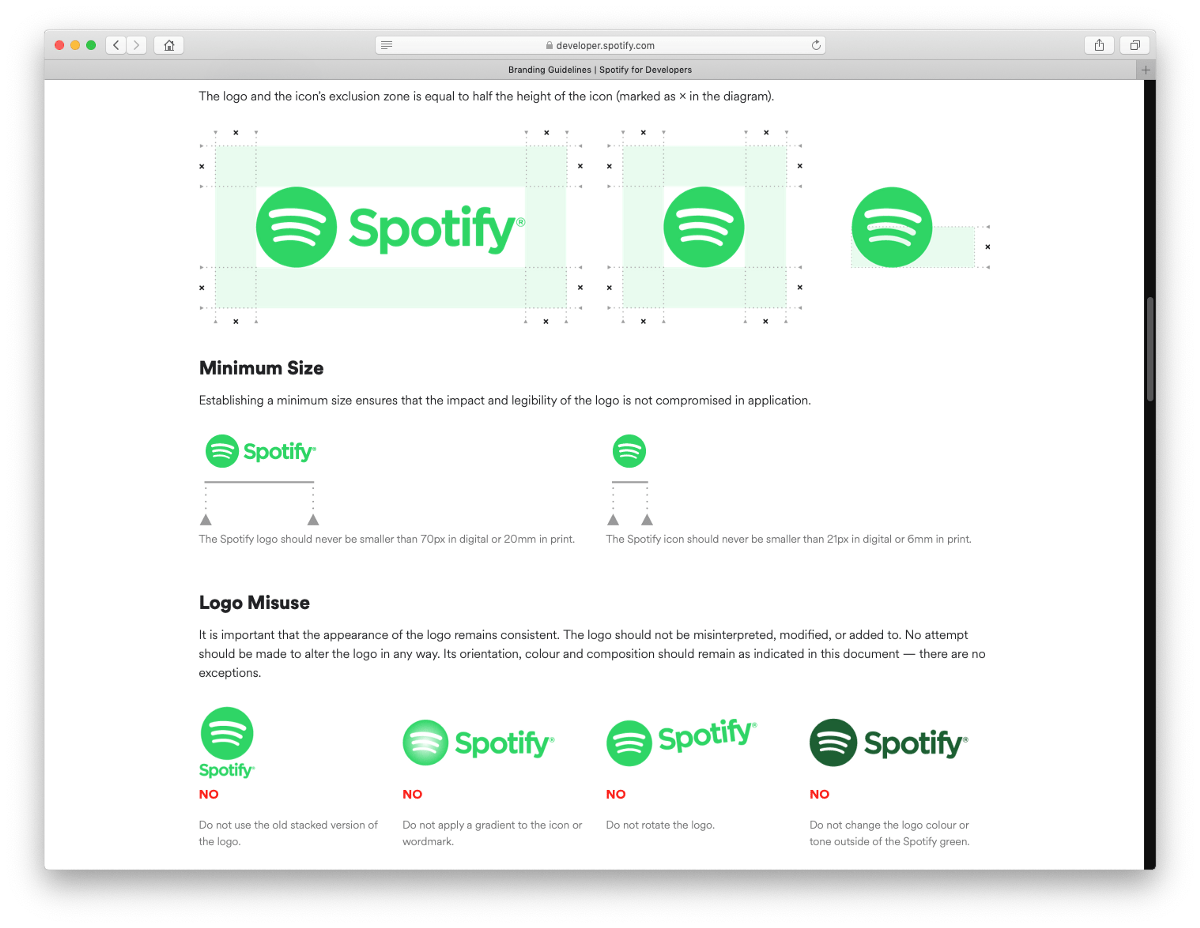 developer.spotify.com
Branding Guidelines | Spotify for Developers
The logo and the icon's exclusion zone is equal to half the height of the icon (marked as × in the diagram).
× × × ×
× × × ×
Spotify®
×
× × × ×
× × × ×
Minimum Size
Establishing a minimum size ensures that the impact and legibility of the logo is not compromised in application.
Spotify®
The Spotify logo should never be smaller than 70px in digital or 20mm in print.
The Spotify icon should never be smaller than 21px in digital or 6mm in print.
Logo Misuse
It is important that the appearance of the logo remains consistent. The logo should not be misinterpreted, modified, or added to. No attempt
should be made to alter the logo in any way. Its orientation, colour and composition should remain as indicated in this document — there are no
exceptions.
Spotify®
NO
Do not use the old stacked version of
the logo.
Spotify®
NO
Do not apply a gradient to the icon or
wordmark.
Spotify®
NO
Do not rotate the logo.
Spotify®
NO
Do not change the logo colour or
tone outside of the Spotify green.